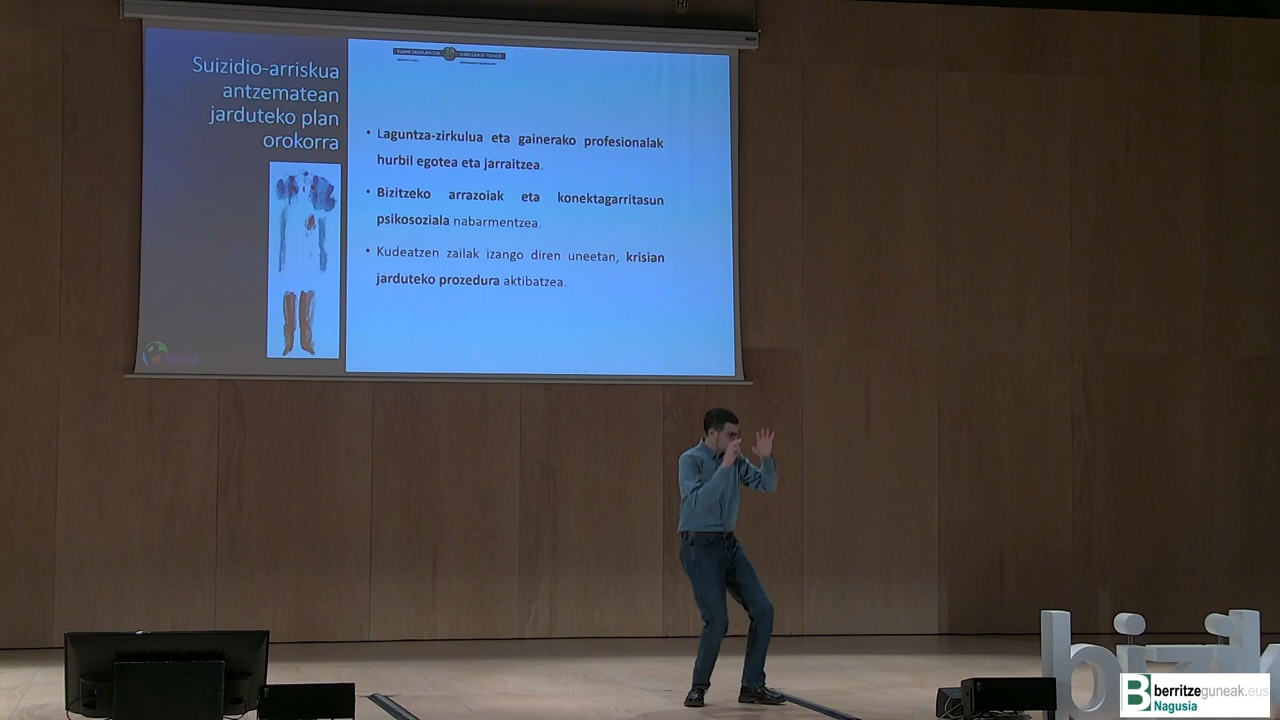 Suizidio-arriskua
antzematean
jarduteko plan
orokorra
• Laguntza-zirkulua eta gainerako profesionalak
hurbil egotea eta jarraitzea.
• Bizitzeko arrazoiak eta konektagarritasun
psikosoziala nabarmentzea.
• Kudeatzen zailak izango diren uneetan, krisian
jarduteko prozedura aktibatzea.
bizik
berritzeguneak.eus
Nagusia